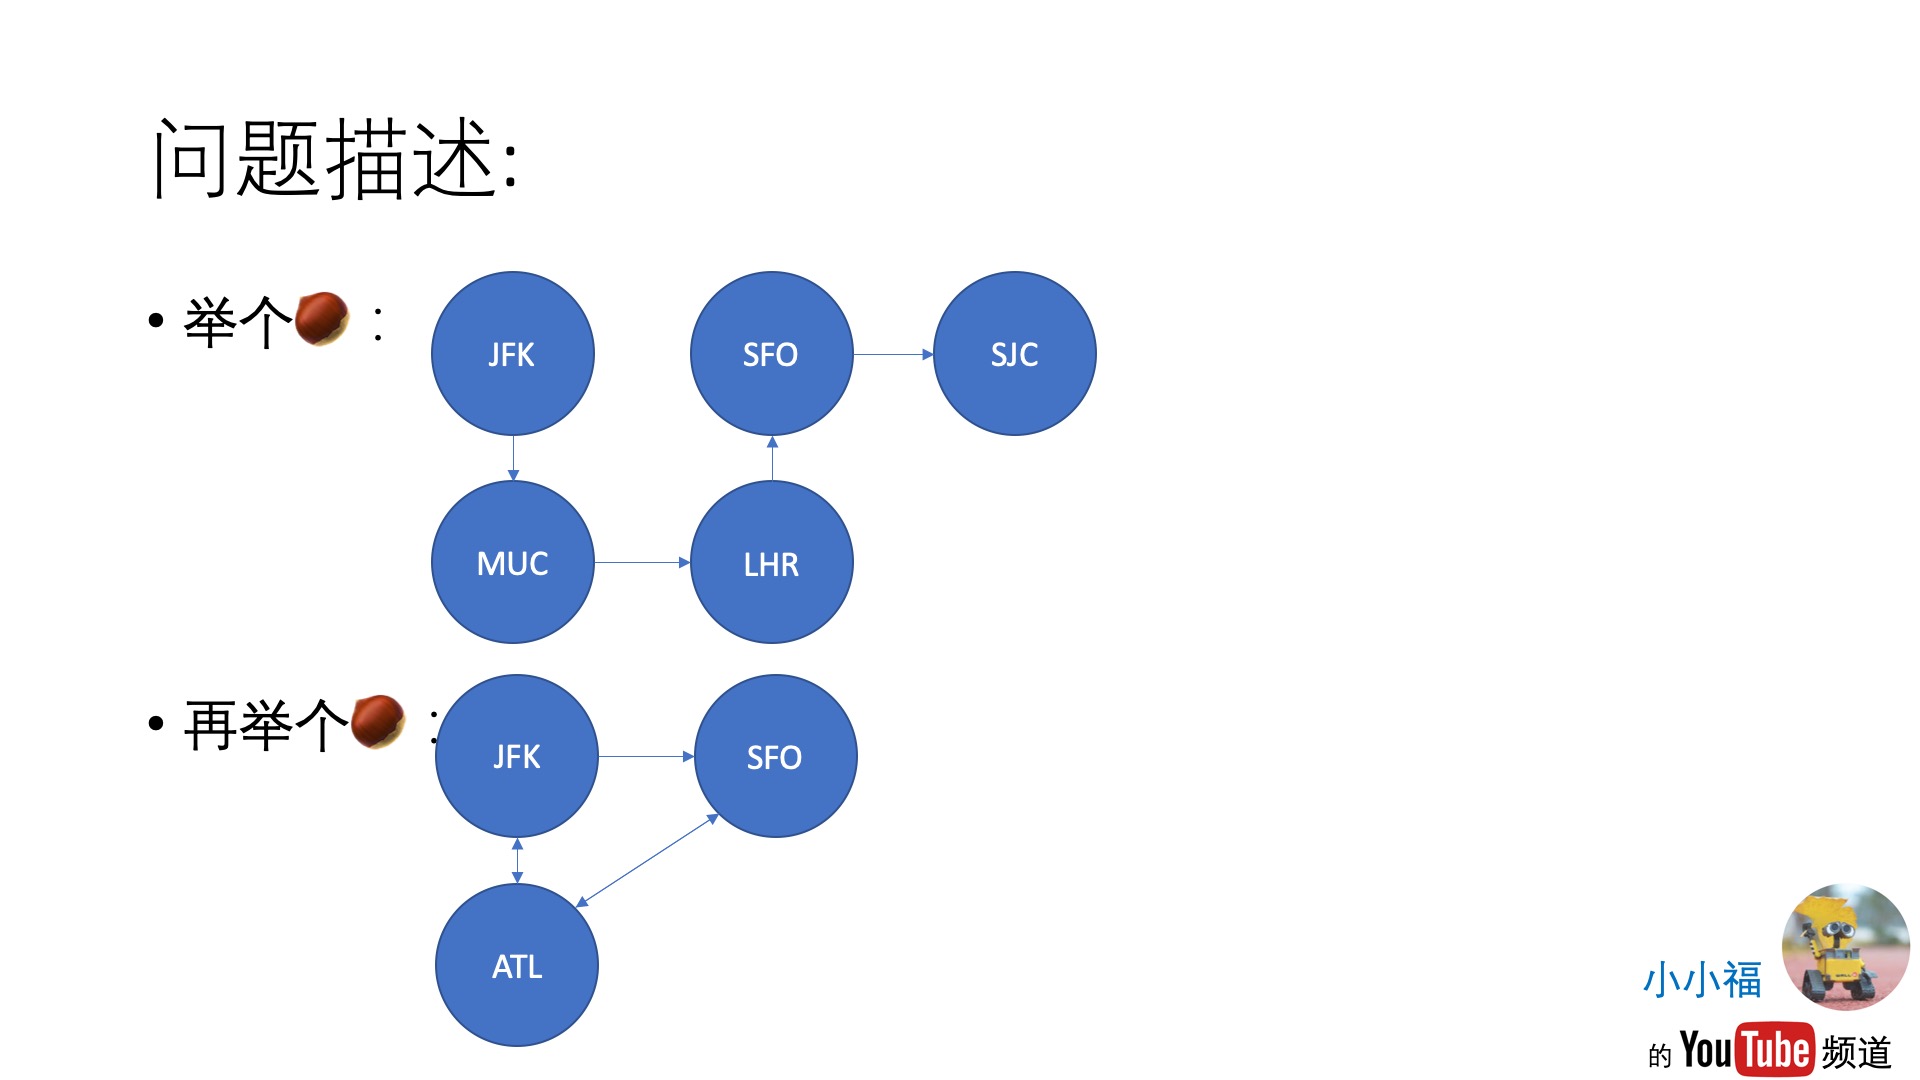 问题描述:
• 举个🌰：
JFK
SFO
SJC
MUC
LHR
• 再举个🌰：
JFK
SFO
ATL
小小福
的 YouTube 频道